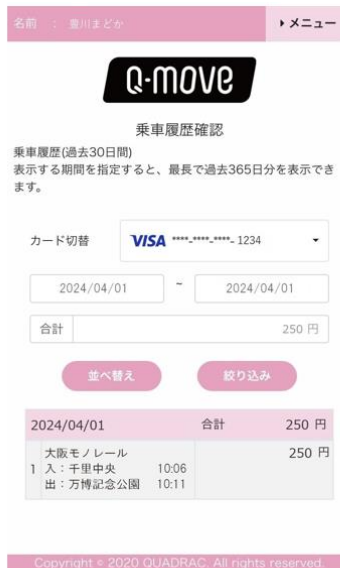 名前 : 豊川まどか
メニュー
Q-move
乗車履歴確認
乗車履歴(過去30日間)
表示する期間を指定すると、最長で過去365日分を表示できます。
カード切替 VISA ****-****-****- 1234
2024/04/01 ~ 2024/04/01
合計 250 円
並べ替え 絞り込み
2024/04/01 合計 250 円
大阪モノレール 250 円
1 入：千里中央 10:06
出：万博記念公園 10:11
Copyright © 2020 QUADRAC. All rights reserved.